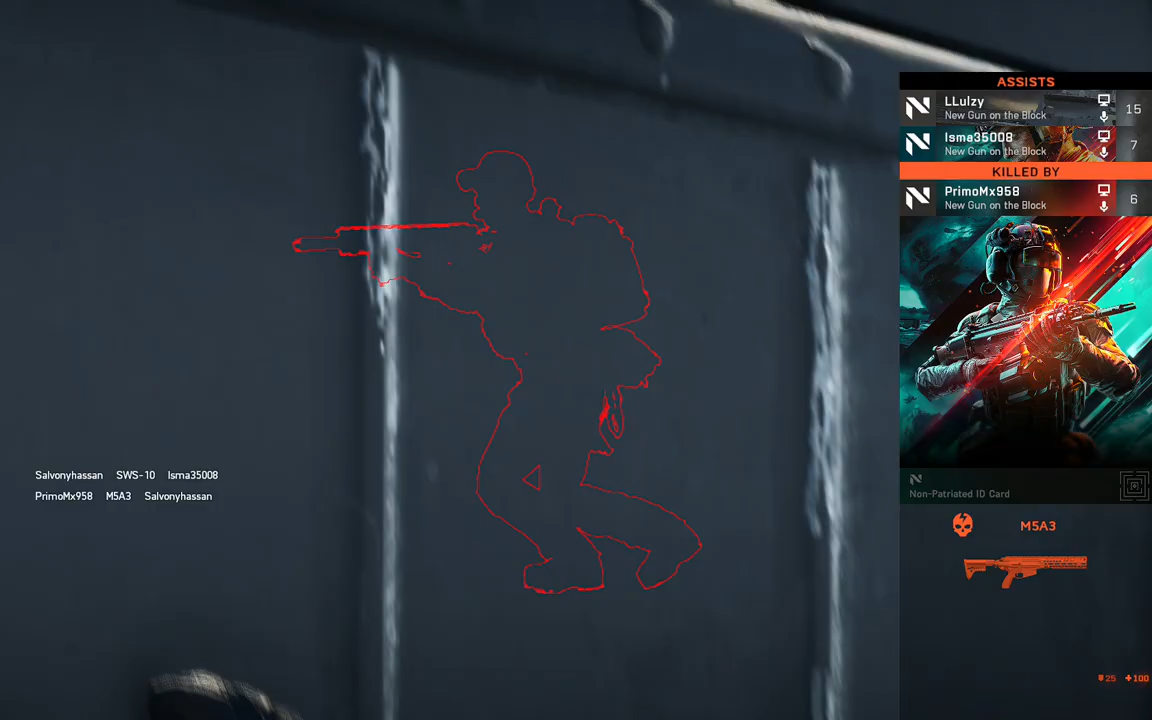 ASSISTS
LLulzy
New Gun on the Block
15
Isma35008
New Gun on the Block
7
KILLED BY
PrimoMx958
New Gun on the Block
6
Salvonyhassan SWS-10 Isma35008
PrimoMx958 M5A3 Salvonyhassan
Non-Patriated ID Card
M5A3
25 +100